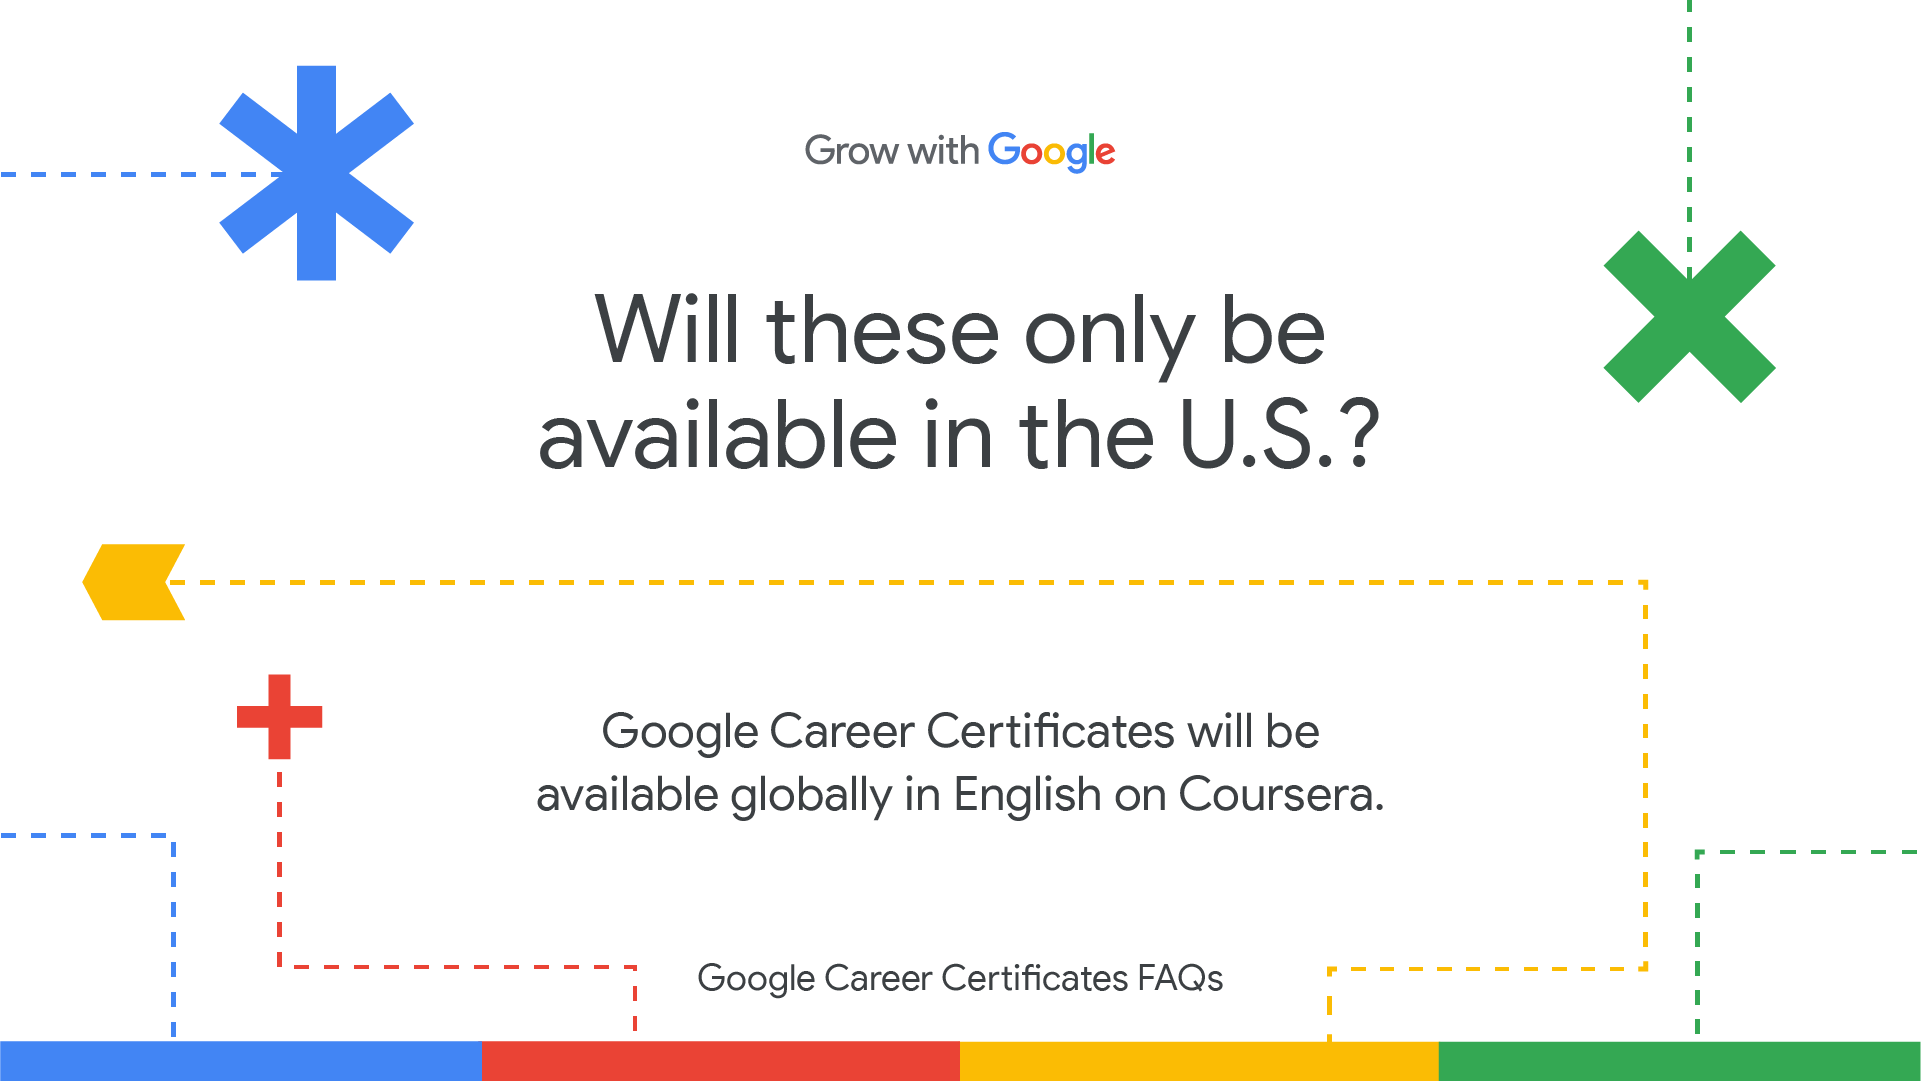 Grow with Google
Will these only be
available in the U.S.?
Google Career Certificates will be
available globally in English on Coursera.
Google Career Certificates FAQs